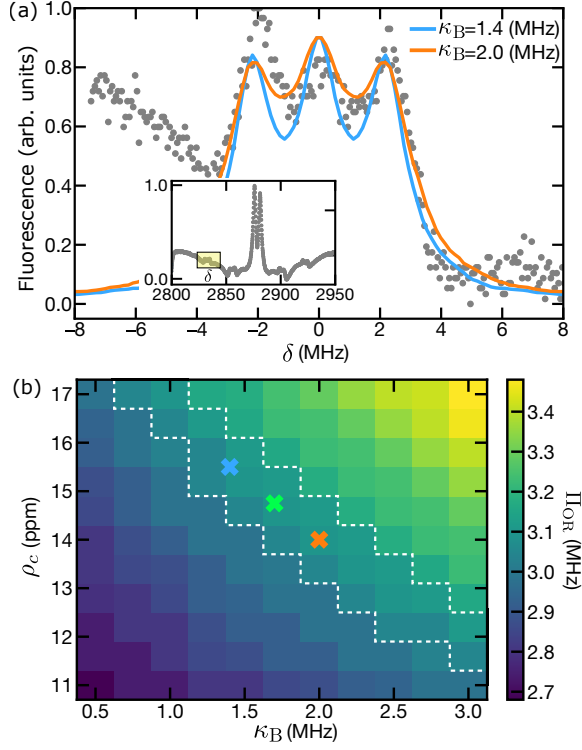 (a)
κB=1.4 (MHz)
κB=2.0 (MHz)
Fluorescence (arb. units)
1.0
0.8
0.6
0.4
0.2
0.0
1.0
0.0
δ
2800 2850 2900 2950
−8 −6 −4 −2 0 2 4 6 8
δ (MHz)
(b)
ρc (ppm)
17
16
15
14
13
12
11
0.5 1.0 1.5 2.0 2.5 3.0
κB (MHz)
3.4
3.3
3.2
3.1
3.0
2.9
2.8
2.7
ΠOR (MHz)